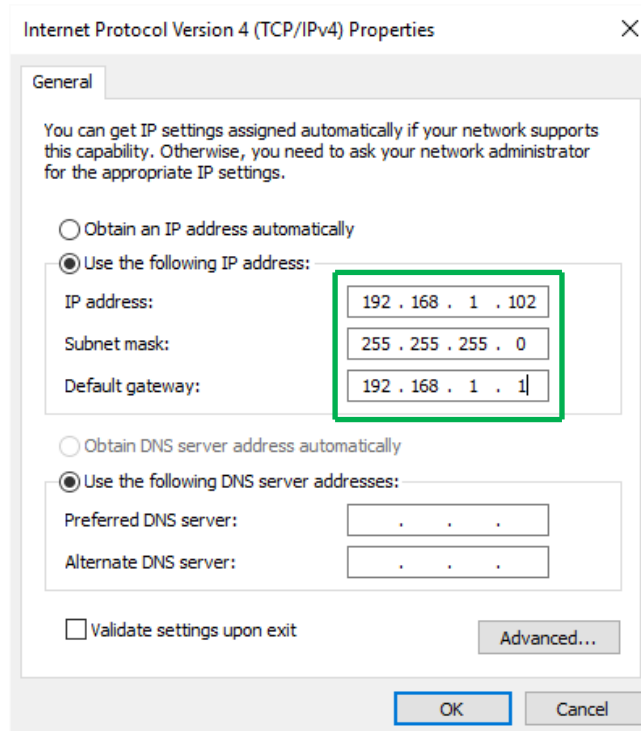 Internet Protocol Version 4 (TCP/IPv4) Properties
General
You can get IP settings assigned automatically if your network supports
this capability. Otherwise, you need to ask your network administrator
for the appropriate IP settings.
Obtain an IP address automatically
Use the following IP address:
IP address: 192 . 168 . 1 . 102
Subnet mask: 255 . 255 . 255 . 0
Default gateway: 192 . 168 . 1 . 1
Obtain DNS server address automatically
Use the following DNS server addresses:
Preferred DNS server: . . .
Alternate DNS server: . . .
Validate settings upon exit
Advanced...
OK Cancel